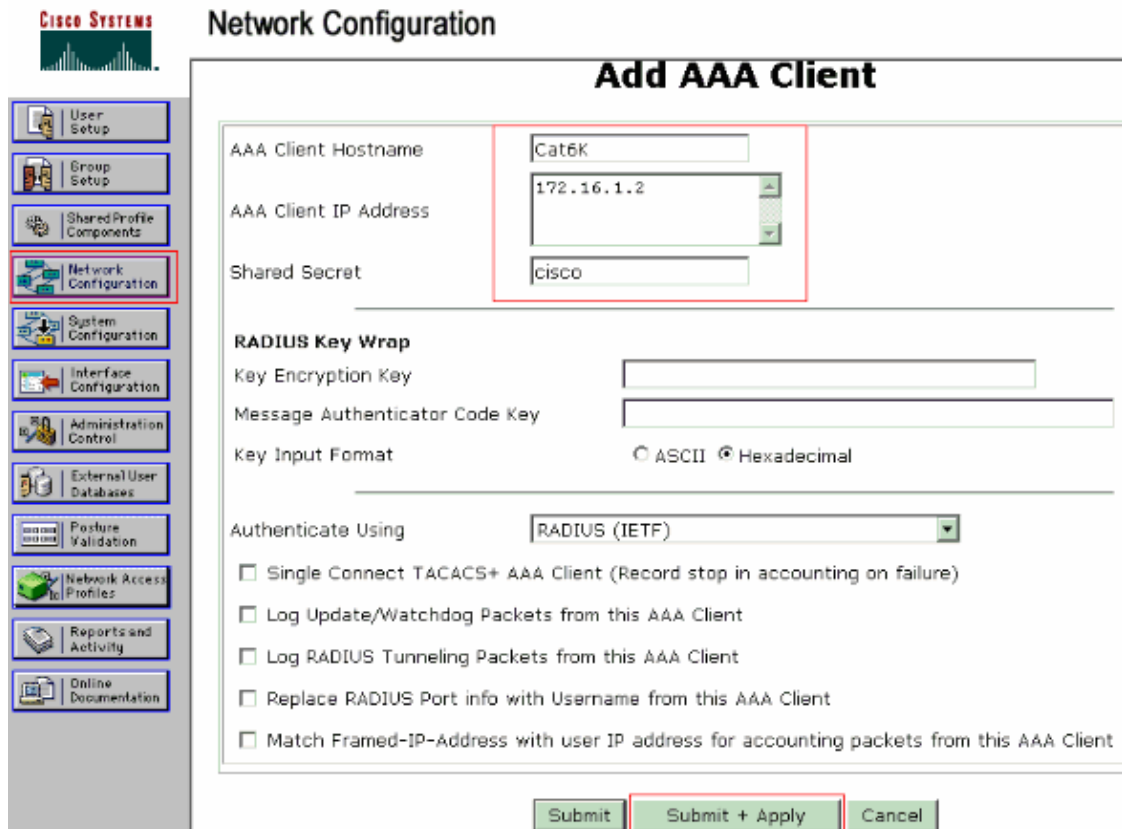 CISCO SYSTEMS
Network Configuration
User
Setup
Group
Setup
Shared Profile
Components
Network
Configuration
System
Configuration
Interface
Configuration
Administration
Control
External User
Databases
Posture
Validation
Network Access
Profiles
Reports and
Activity
Online
Documentation
Add AAA Client
AAA Client Hostname Cat6K
AAA Client IP Address 172.16.1.2
Shared Secret cisco
RADIUS Key Wrap
Key Encryption Key
Message Authenticator Code Key
Key Input Format ASCII Hexadecimal
Authenticate Using RADIUS (IETF)
Single Connect TACACS+ AAA Client (Record stop in accounting on failure)
Log Update/Watchdog Packets from this AAA Client
Log RADIUS Tunneling Packets from this AAA Client
Replace RADIUS Port info with Username from this AAA Client
Match Framed-IP-Address with user IP address for accounting packets from this AAA Client
Submit Submit + Apply Cancel